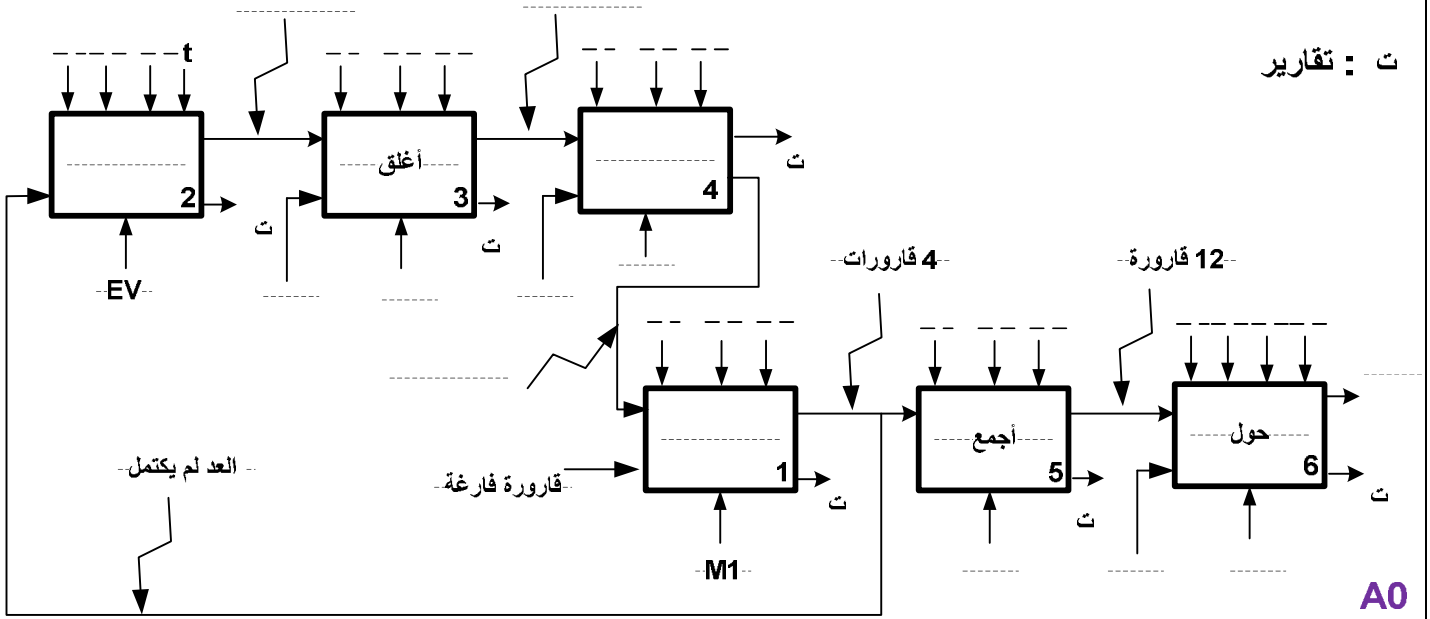 ت : تقارير
t
2
ت
EV
أغلق
3
ت
4
ت
4 قارورات
12 قارورة
قارورة فارغة
1
ت
M1
أجمع
5
ت
حول
6
ت
العد لم يكتمل
A0